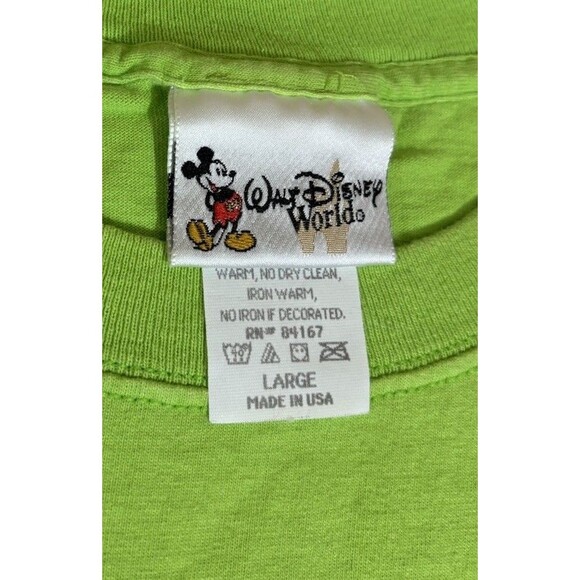 WALT DISNEY
World®
WARM, NO DRY CLEAN,
IRON WARM,
NO IRON IF DECORATED.
RN# 84167
LARGE
MADE IN USA